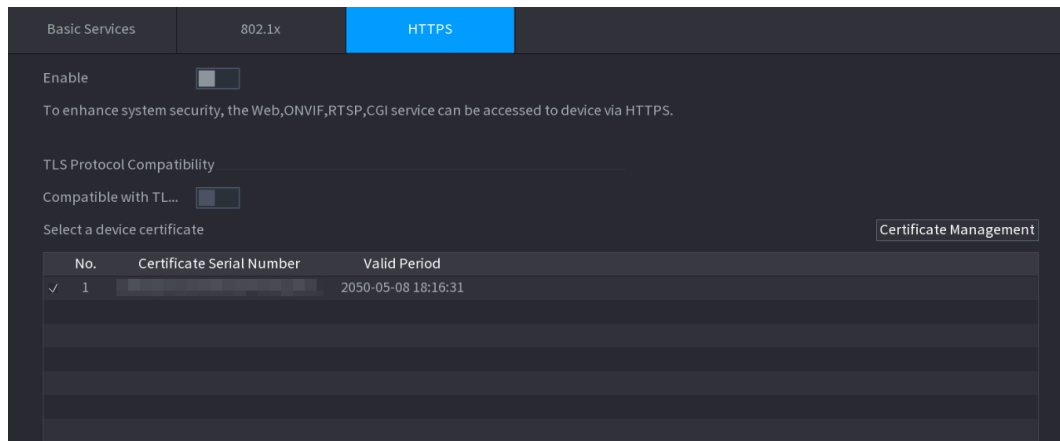 Basic Services 802.1x HTTPS
Enable
To enhance system security, the Web,ONVIF,RTSP,CGI service can be accessed to device via HTTPS.
TLS Protocol Compatibility
Compatible with TL...
Select a device certificate Certificate Management
No. Certificate Serial Number Valid Period
1 2050-05-08 18:16:31